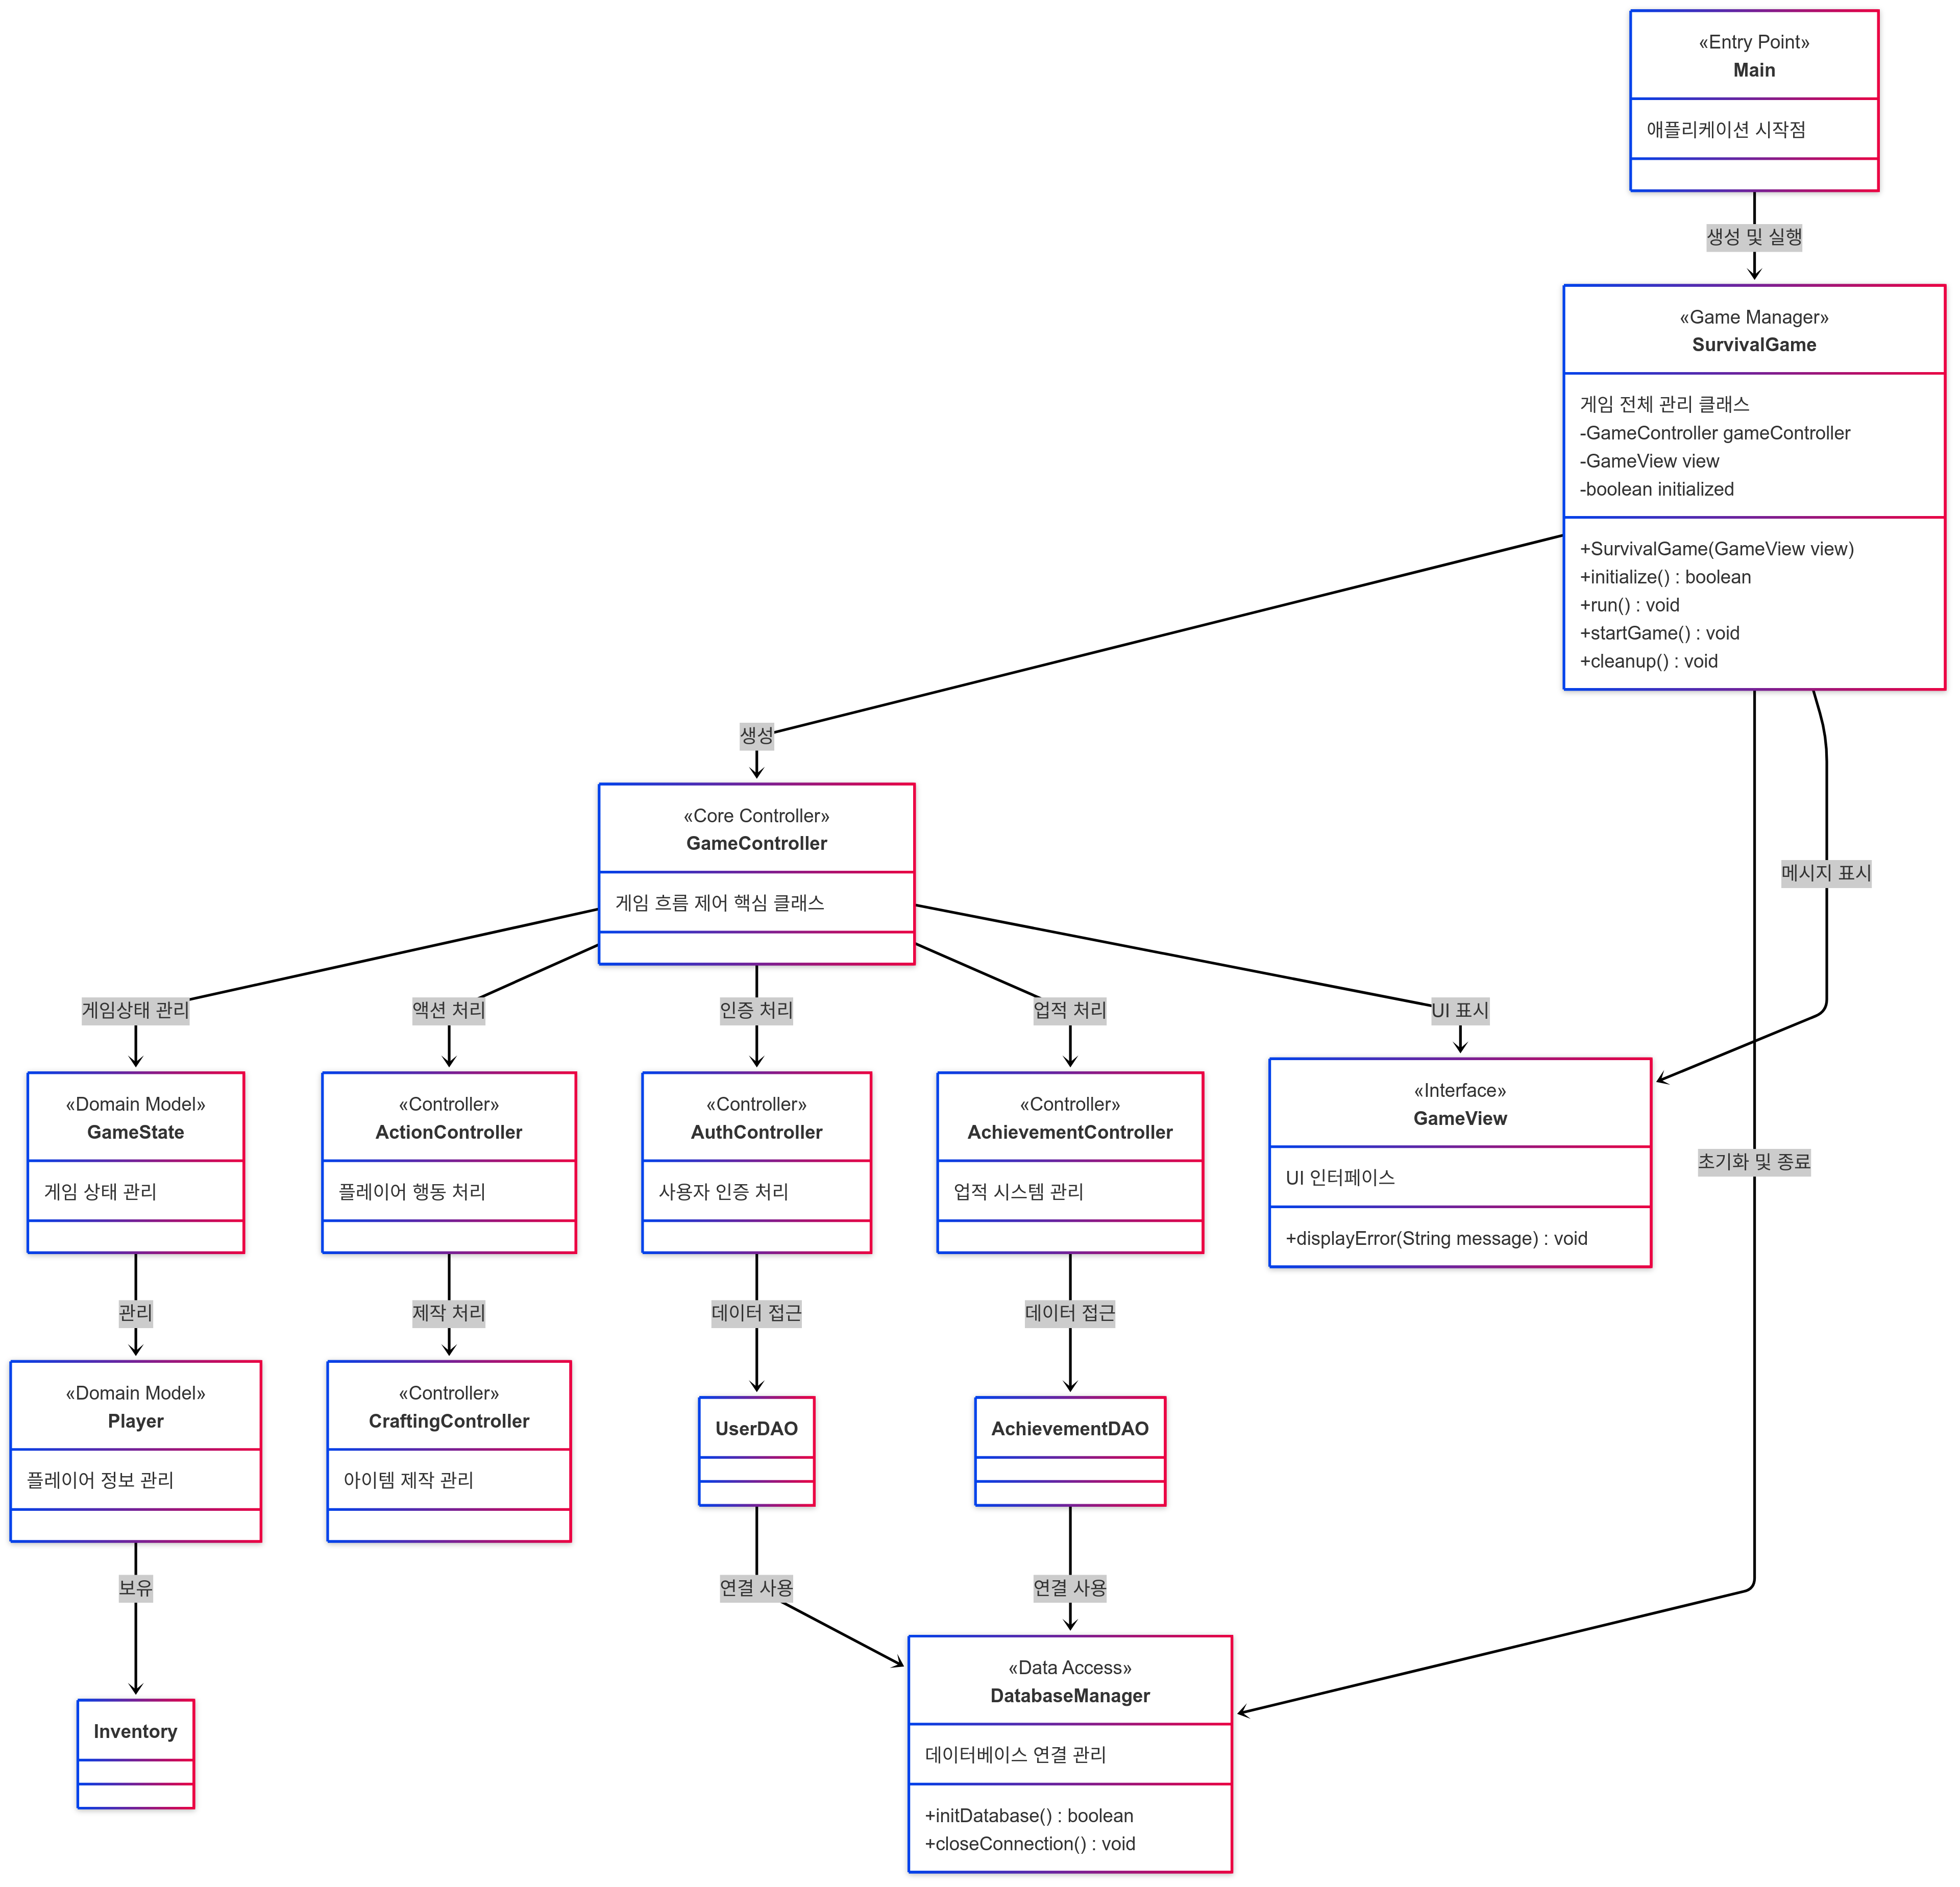 «Entry Point»
Main
애플리케이션 시작점
생성 및 실행
«Game Manager»
SurvivalGame
게임 전체 관리 클래스
-GameController gameController
-GameView view
-boolean initialized
+SurvivalGame(GameView view)
+initialize() : boolean
+run() : void
+startGame() : void
+cleanup() : void
생성
메시지 표시
«Core Controller»
GameController
게임 흐름 제어 핵심 클래스
게임상태 관리
액션 처리
인증 처리
업적 처리
UI 표시
«Domain Model»
GameState
게임 상태 관리
«Controller»
ActionController
플레이어 행동 처리
«Controller»
AuthController
사용자 인증 처리
«Controller»
AchievementController
업적 시스템 관리
«Interface»
GameView
UI 인터페이스
+displayError(String message) : void
초기화 및 종료
관리
제작 처리
데이터 접근
데이터 접근
«Domain Model»
Player
플레이어 정보 관리
«Controller»
CraftingController
아이템 제작 관리
UserDAO
AchievementDAO
보유
연결 사용
연결 사용
Inventory
«Data Access»
DatabaseManager
데이터베이스 연결 관리
+initDatabase() : boolean
+closeConnection() : void